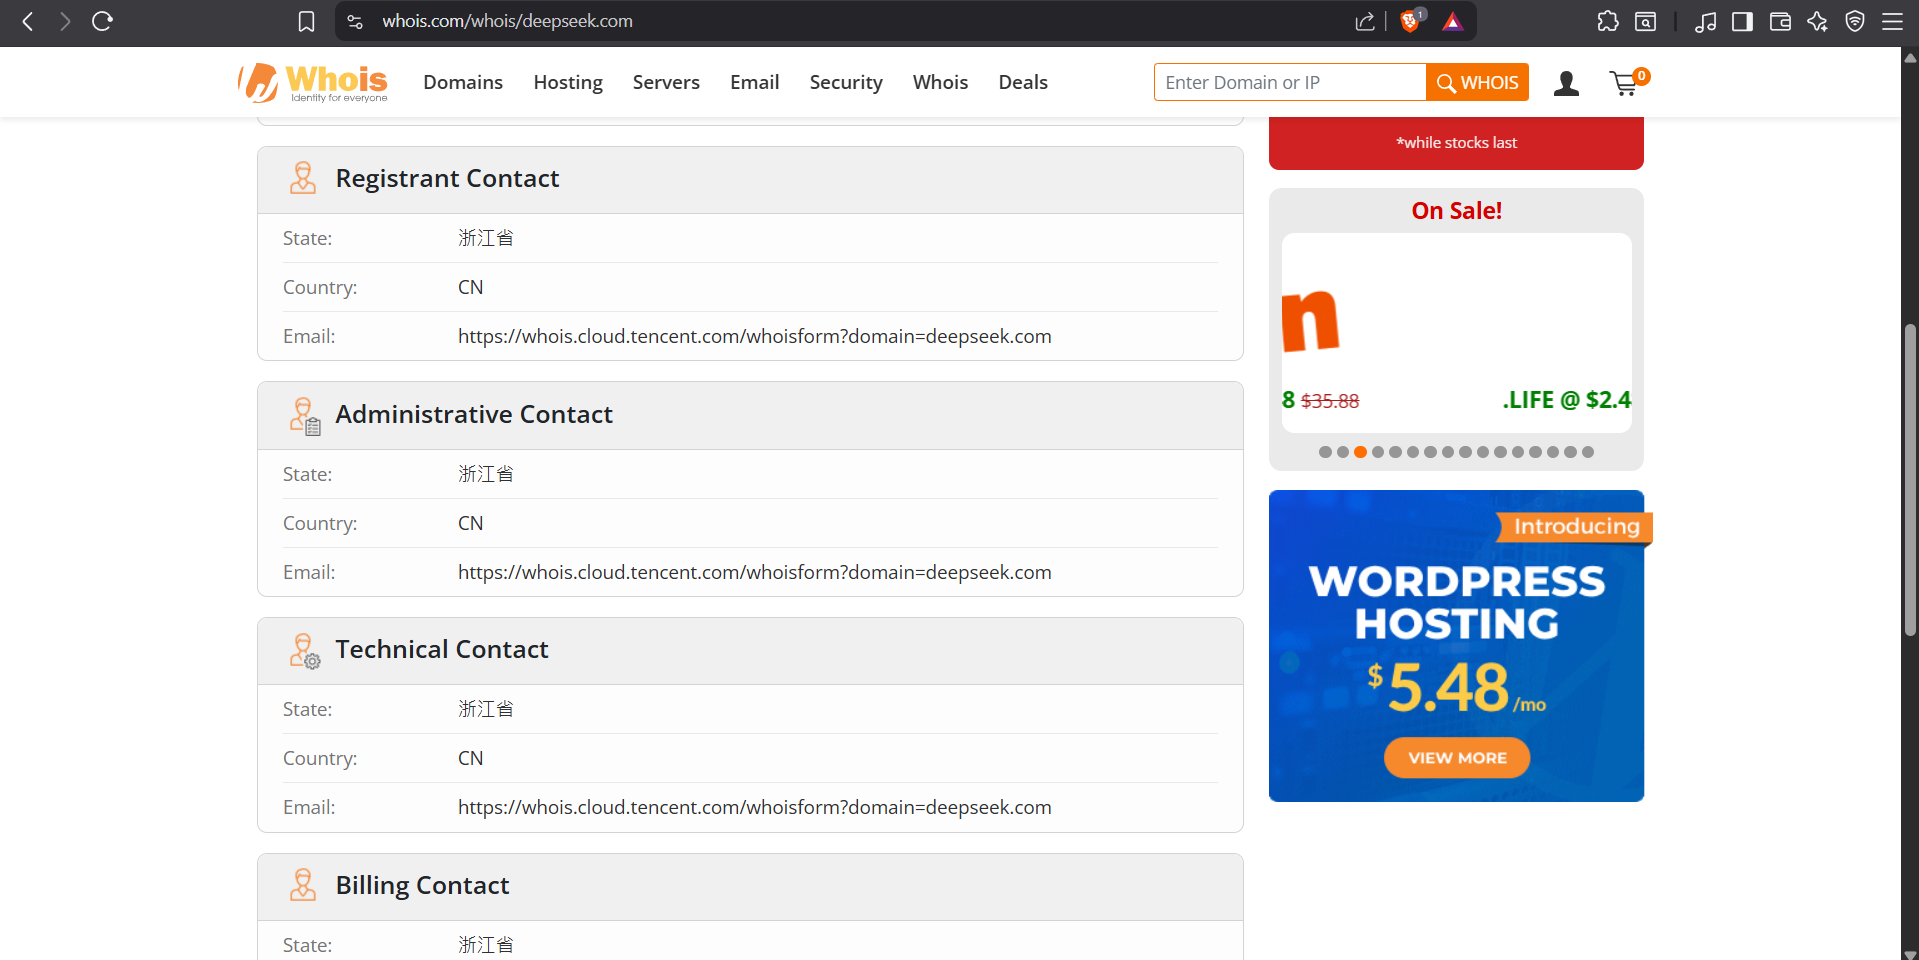 whois.com/whois/deepseek.com
1
Whois
Identity for everyone
Domains Hosting Servers Email Security Whois Deals
Enter Domain or IP
WHOIS
0
*while stocks last
Registrant Contact
State: 浙江省
Country: CN
Email: https://whois.cloud.tencent.com/whoisform?domain=deepseek.com
Administrative Contact
State: 浙江省
Country: CN
Email: https://whois.cloud.tencent.com/whoisform?domain=deepseek.com
Technical Contact
State: 浙江省
Country: CN
Email: https://whois.cloud.tencent.com/whoisform?domain=deepseek.com
Billing Contact
State: 浙江省
On Sale!
n
8 $35.88 .LIFE @ $2.4
Introducing
WORDPRESS
HOSTING
$5.48/mo
VIEW MORE